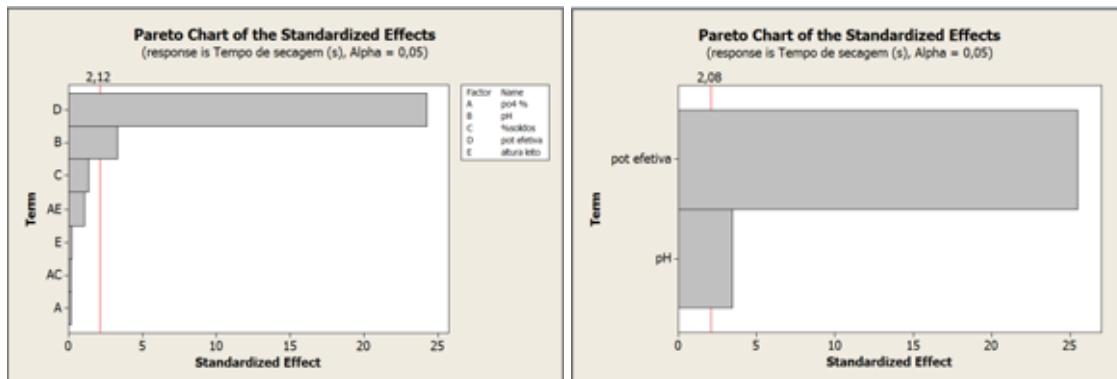 Pareto Chart of the Standardized Effects
(response is Tempo de secagem (s), Alpha = 0,05)
2,12
D
B
C
AE
E
AC
A
Term
0 5 10 15 20 25
Standardized Effect
Factor Name
A po4 %
B pH
C %soldos
D pot efetiva
E altura leito
Pareto Chart of the Standardized Effects
(response is Tempo de secagem (s), Alpha = 0,05)
2,08
pot efetiva
pH
Term
0 5 10 15 20 25
Standardized Effect